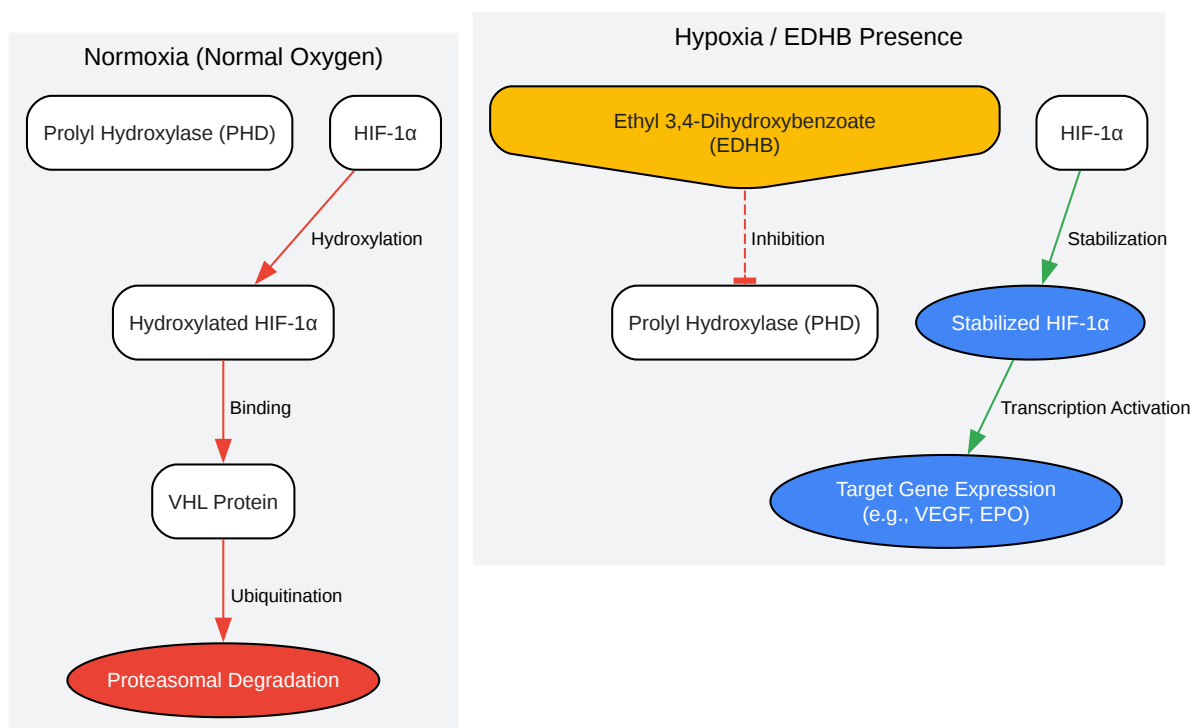 Normoxia (Normal Oxygen)
Prolyl Hydroxylase (PHD)
HIF-1α
Hydroxylation
Hydroxylated HIF-1α
Binding
VHL Protein
Ubiquitination
Proteasomal Degradation
Hypoxia / EDHB Presence
Ethyl 3,4-Dihydroxybenzoate
(EDHB)
HIF-1α
Inhibition
Stabilization
Prolyl Hydroxylase (PHD)
Stabilized HIF-1α
Transcription Activation
Target Gene Expression
(e.g., VEGF, EPO)